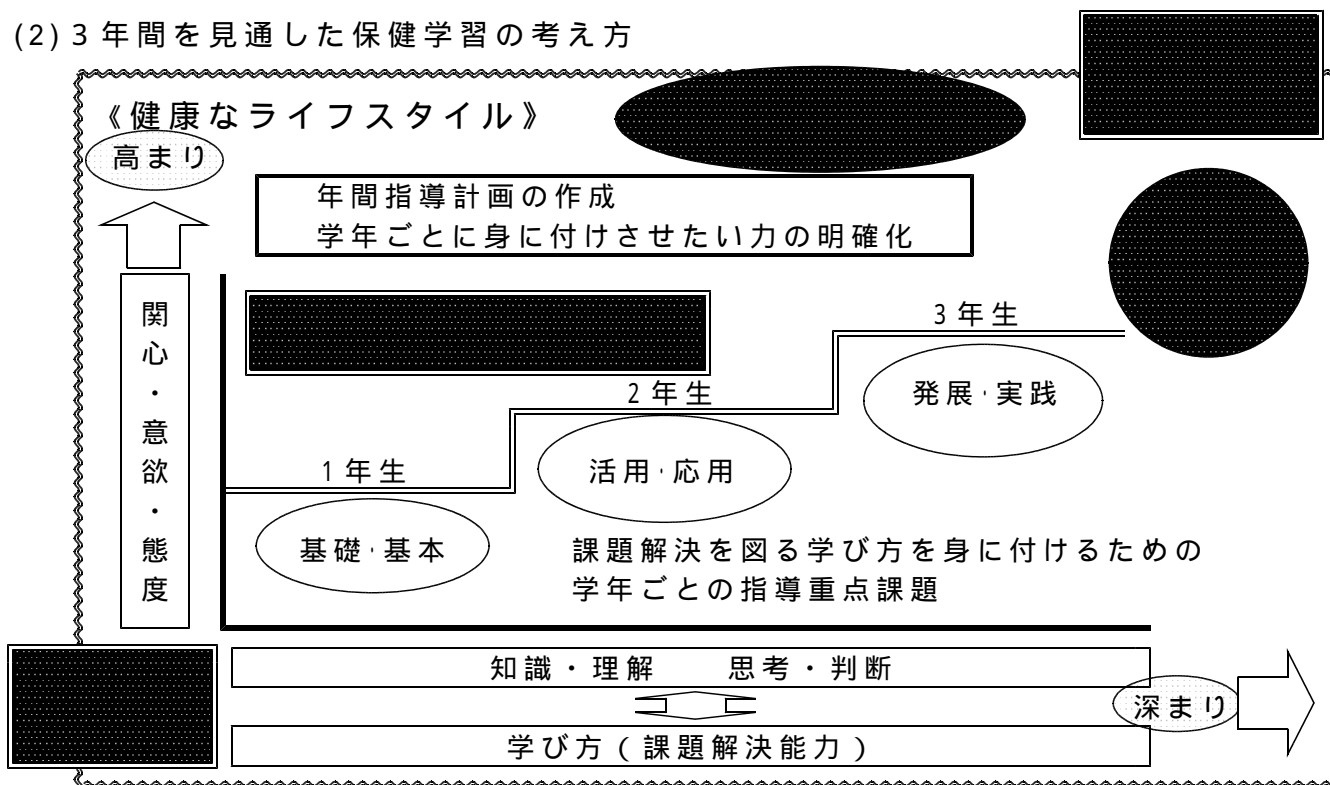 (2)3年間を見通した保健学習の考え方
《健康なライフスタイル》
高まり
年間指導計画の作成
学年ごとに身に付けさせたい力の明確化
関心・意欲・態度
3年生
発展・実践
2年生
活用・応用
1年生
基礎・基本
課題解決を図る学び方を身に付けるための
学年ごとの指導重点課題
知識・理解　　思考・判断
深まり
学び方(課題解決能力)